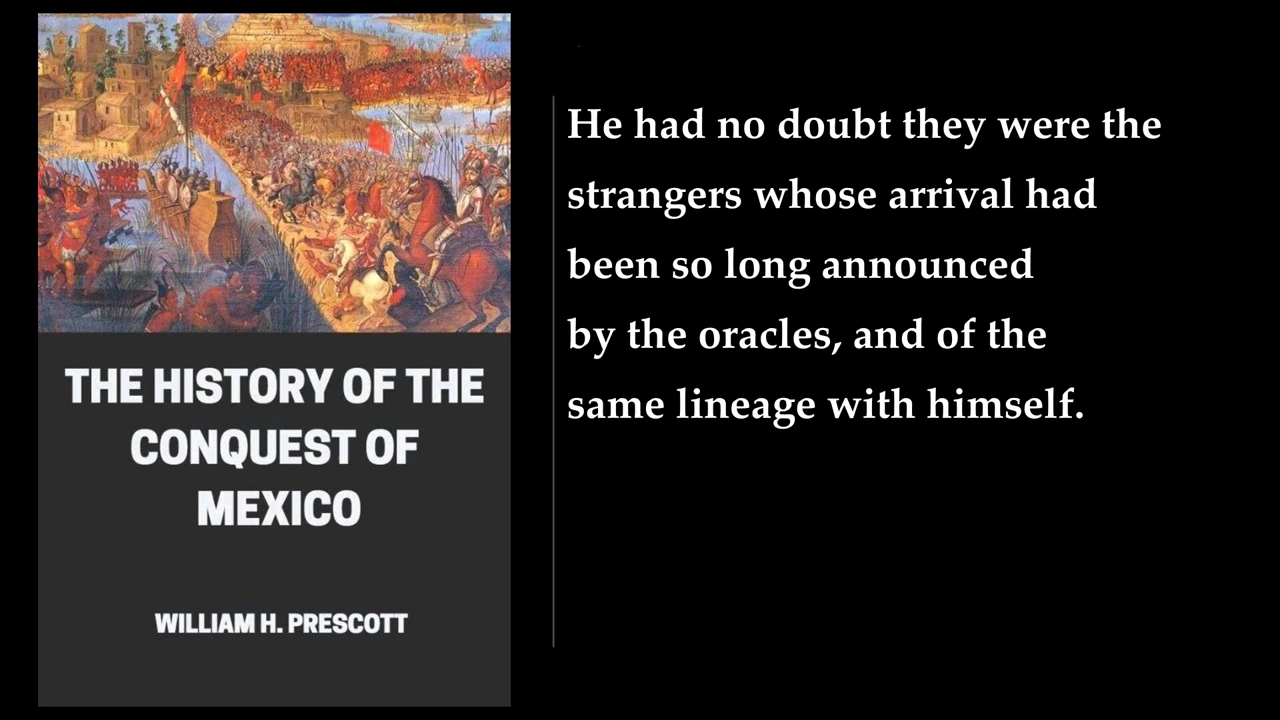 THE HISTORY OF THE
CONQUEST OF
MEXICO
WILLIAM H. PRESCOTT
He had no doubt they were the
strangers whose arrival had
been so long announced
by the oracles, and of the
same lineage with himself.